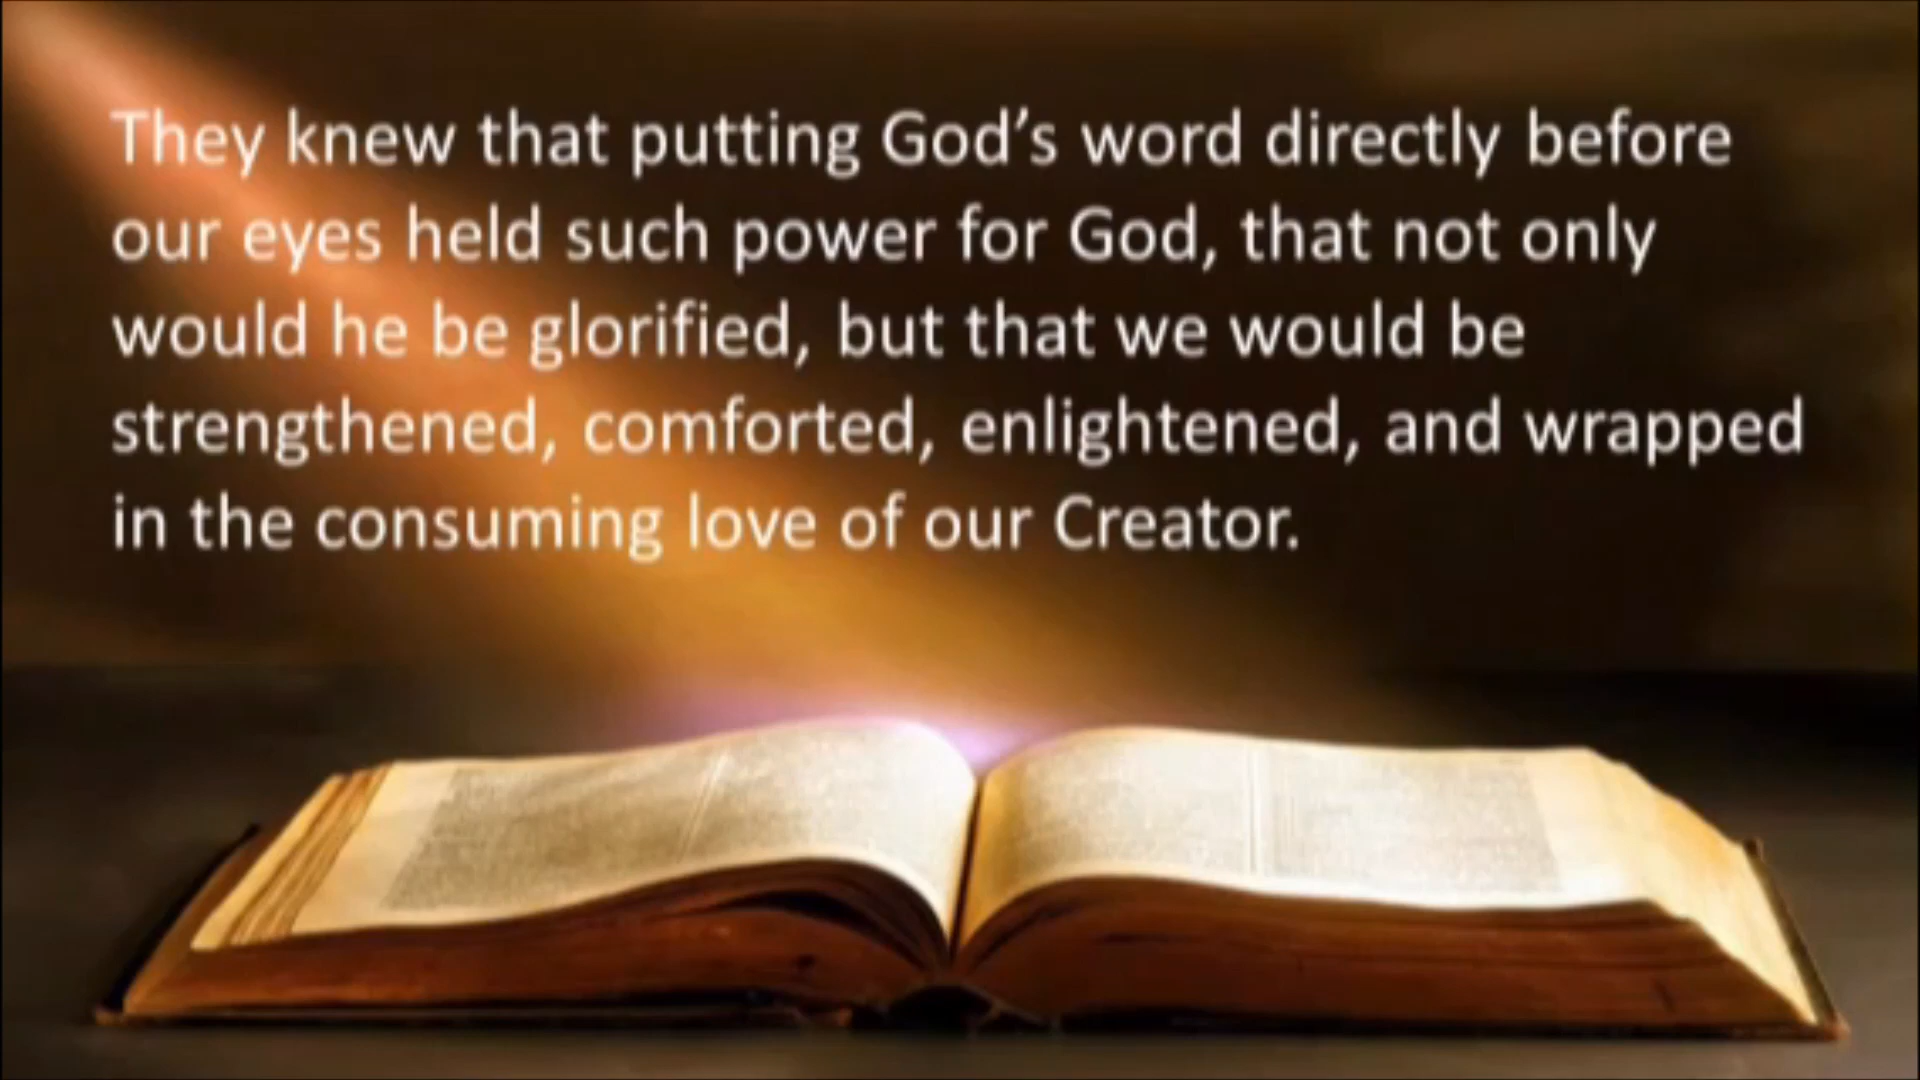 They knew that putting God’s word directly before
our eyes held such power for God, that not only
would he be glorified, but that we would be
strengthened, comforted, enlightened, and wrapped
in the consuming love of our Creator.